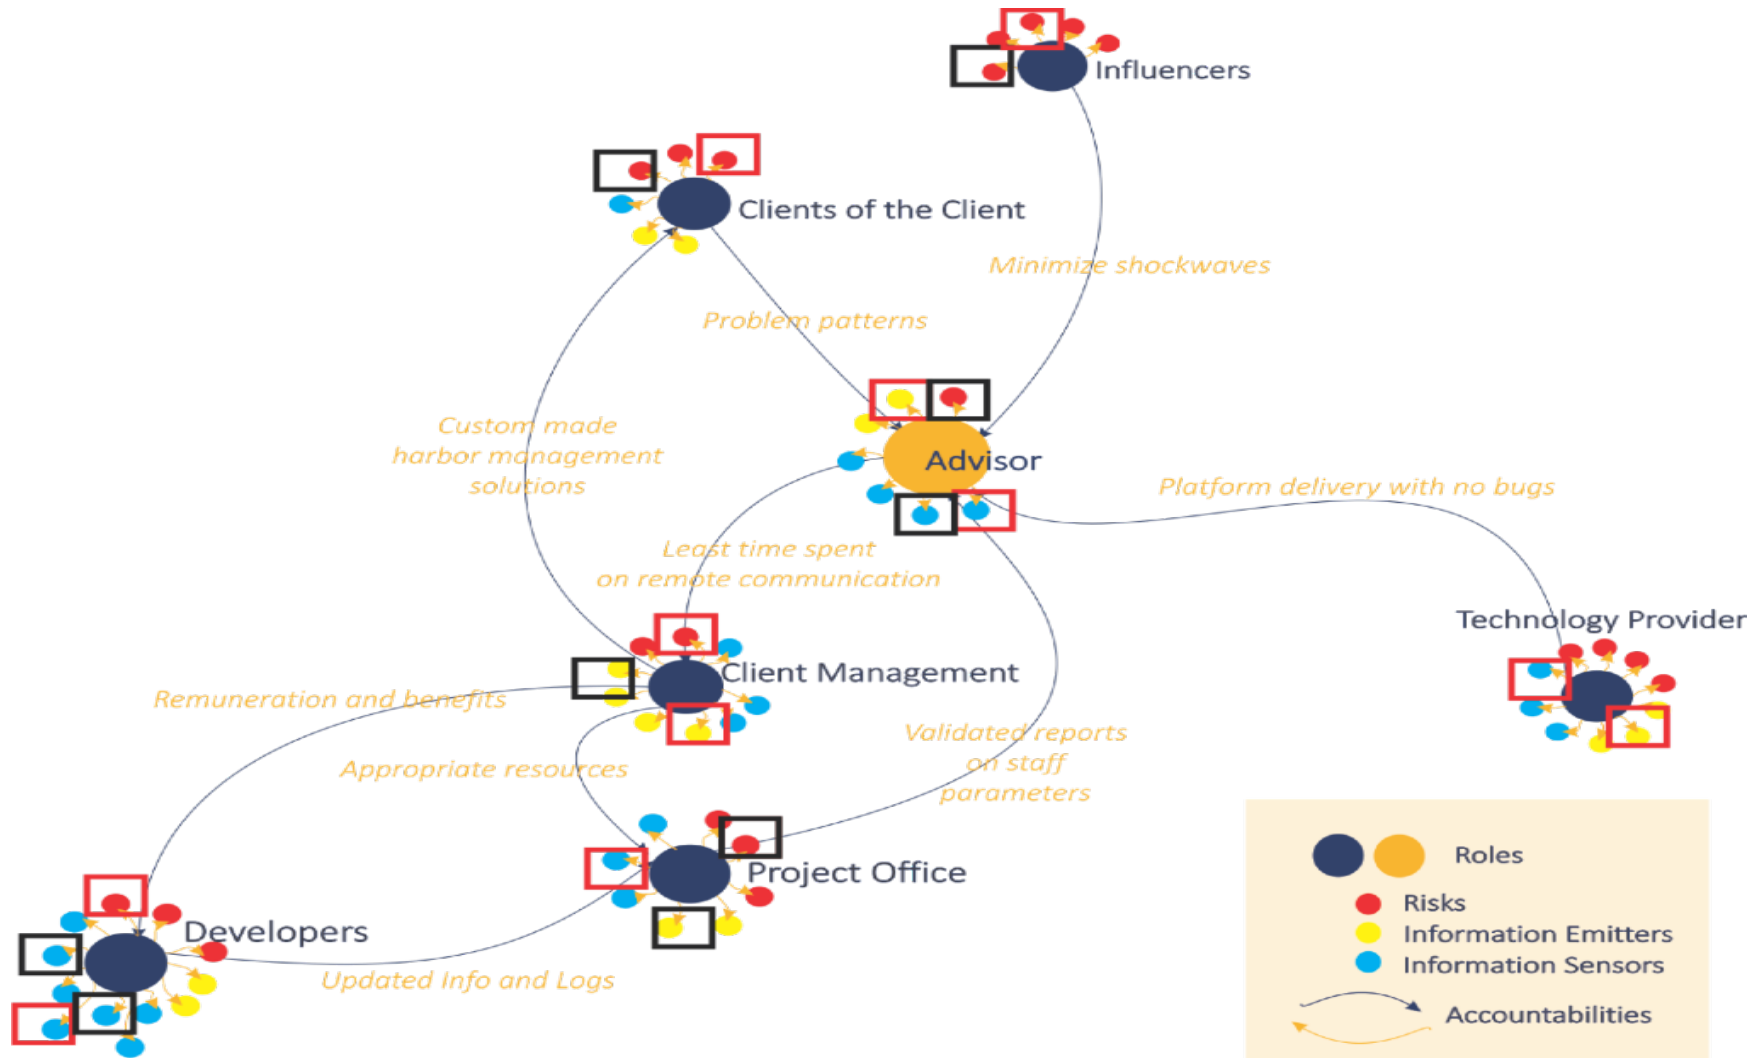 Influencers
Clients of the Client
Minimize shockwaves
Problem patterns
Custom made
harbor management
solutions
Advisor
Platform delivery with no bugs
Least time spent
on remote communication
Technology Provider
Client Management
Remuneration and benefits
Validated reports
on staff
parameters
Appropriate resources
Project Office
Developers
Updated Info and Logs
Roles
Risks
Information Emitters
Information Sensors
Accountabilities